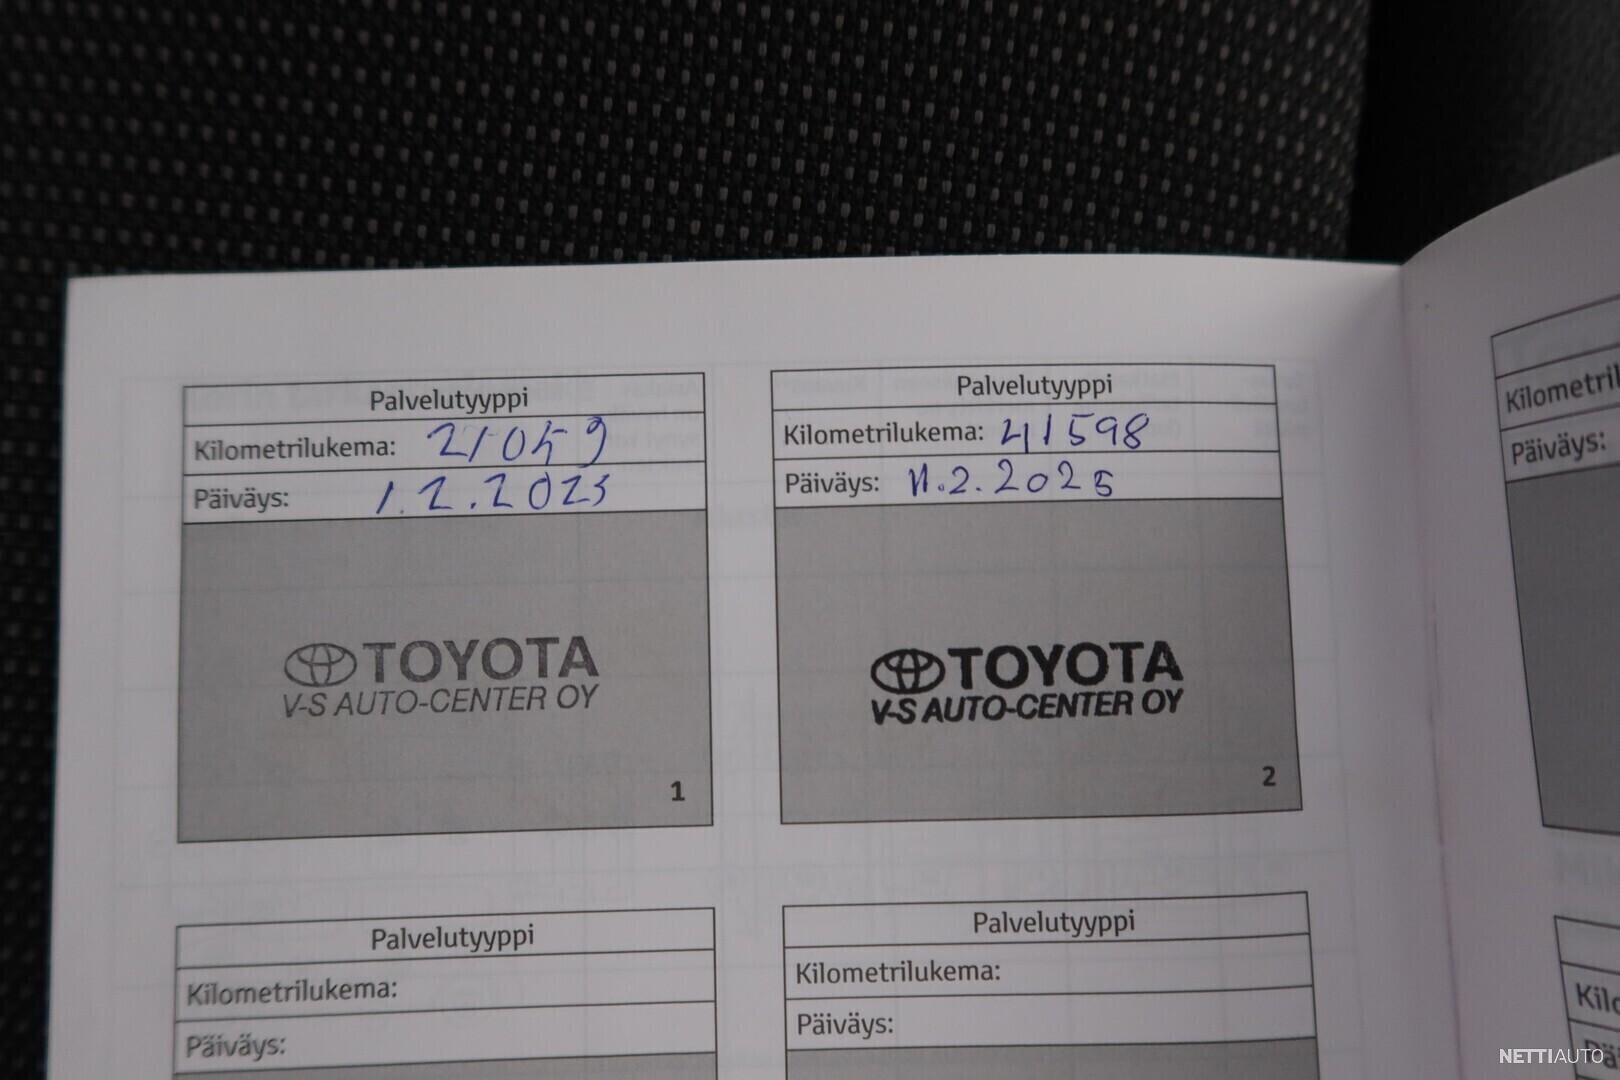 Palvelutyyppi
Kilometrilukema: 21049
Päiväys: 1.2.2023
TOYOTA
V-S AUTO-CENTER OY
1
Palvelutyyppi
Kilometrilukema: 41598
Päiväys: 11.2.2025
TOYOTA
V-S AUTO-CENTER OY
2
Palvelutyyppi
Kilometrilukema:
Päiväys:
Palvelutyyppi
Kilometrilukema:
Päiväys:
Kilometril
Päiväys:
Kilo
NETTIAUTO